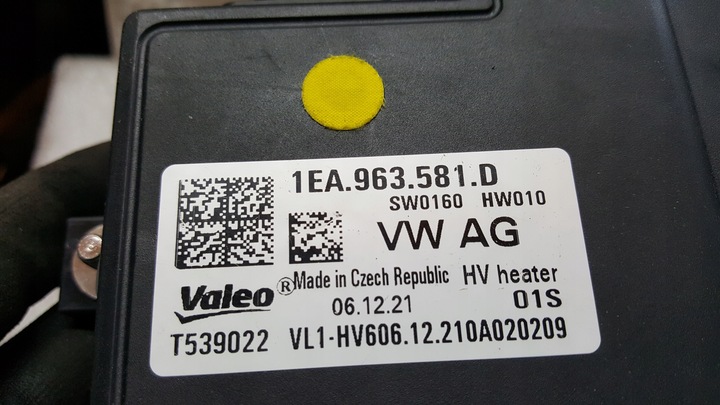 1EA.963.581.D
SW0160 HW010
VW AG
Valeo ® Made in Czech Republic HV heater
06.12.21 01S
T539022 VL1-HV606.12.210A020209